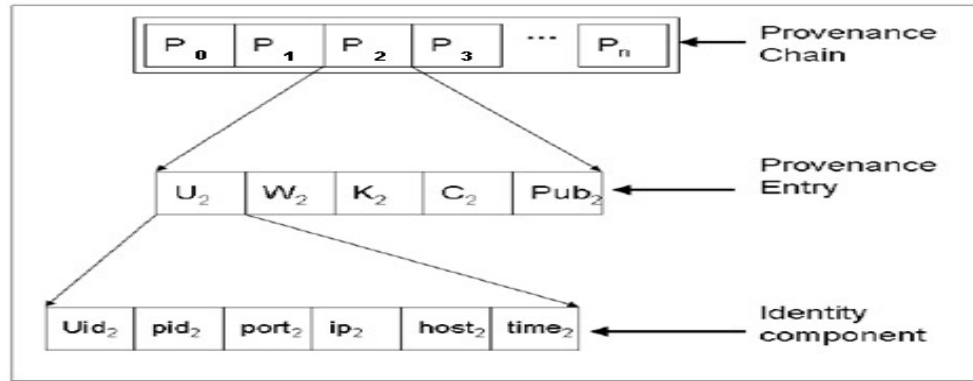 P₀ P₁ P₂ P₃ ... Pₙ
Provenance
Chain
U₂ W₂ K₂ C₂ Pub₂
Provenance
Entry
Uid₂ pid₂ port₂ ip₂ host₂ time₂
Identity
component